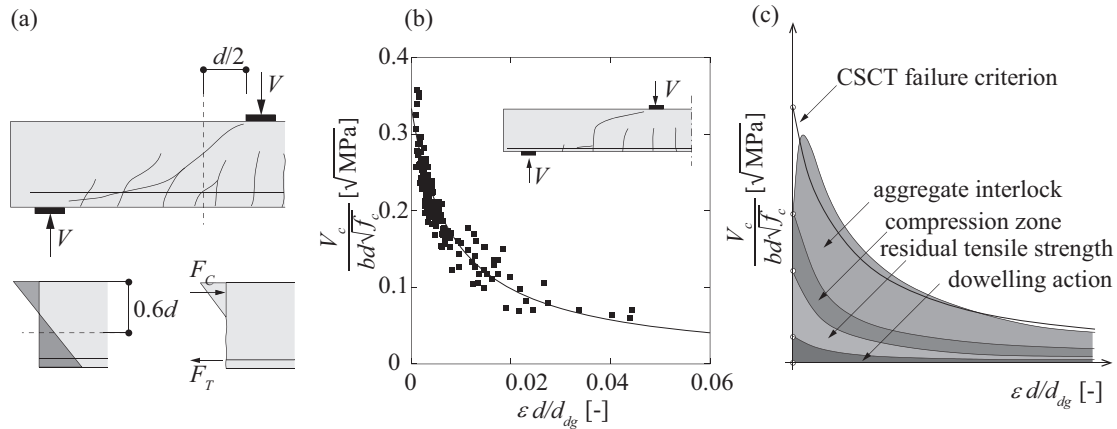 (a)
d/2
V
V
F_C
0.6d
F_T
(b)
V_c
bd√f_c
[√MPa]
0.4
0.3
0.2
0.1
0
V
V
0
0.02
0.04
0.06
ε d/d_dg [-]
(c)
V_c
bd√f_c
[√MPa]
CSCT failure criterion
aggregate interlock
compression zone
residual tensile strength
dowelling action
ε d/d_dg [-]